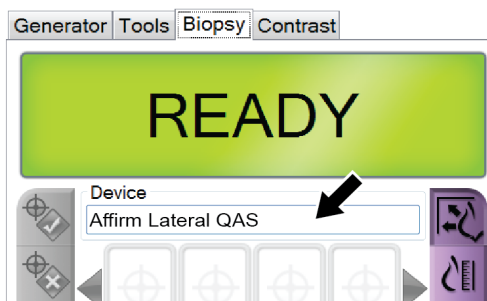 Generator Tools Biopsy Contrast
READY
Device
Affirm Lateral QAS